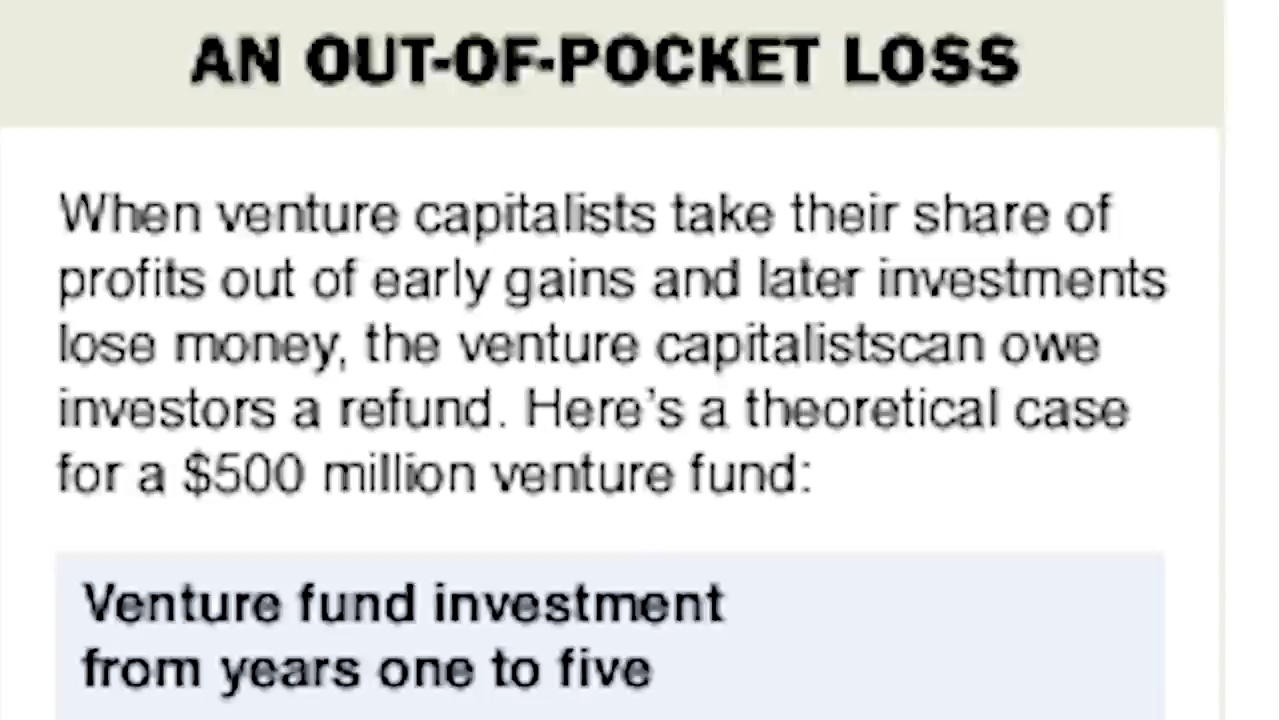 AN OUT-OF-POCKET LOSS
When venture capitalists take their share of
profits out of early gains and later investments
lose money, the venture capitalistscan owe
investors a refund. Here's a theoretical case
for a $500 million venture fund:
Venture fund investment
from years one to five